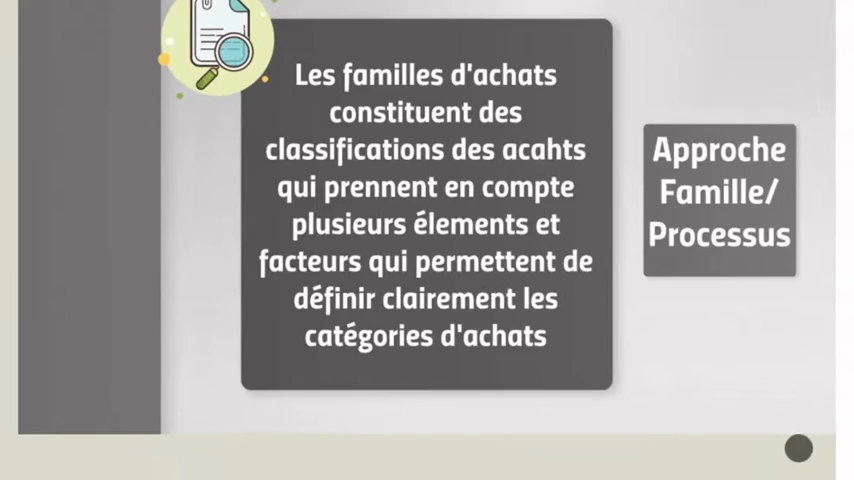 Les familles d'achats
constituent des
classifications des acahts
qui prennent en compte
plusieurs élements et
facteurs qui permettent de
définir clairement les
catégories d'achats
Approche
Famille/
Processus